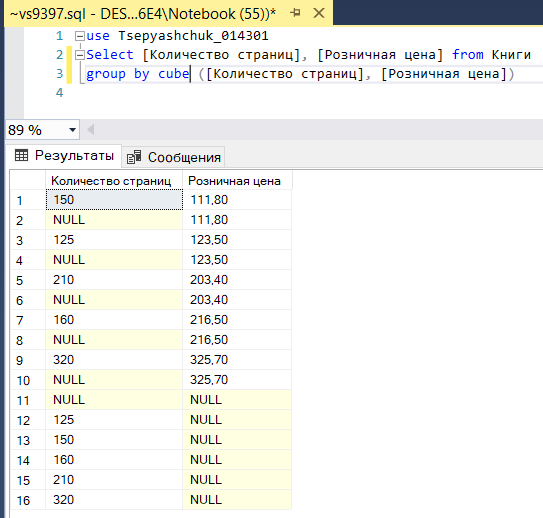 ~vs9397.sql - DES...6E4\Notebook (55))*
1 use Tsepyashchuk_014301
2 Select [Количество страниц], [Розничная цена] from Книги
3 group by cube ([Количество страниц], [Розничная цена])
4
89 %
Результаты Сообщения
Количество страниц Розничная цена
1 150 111,80
2 NULL 111,80
3 125 123,50
4 NULL 123,50
5 210 203,40
6 NULL 203,40
7 160 216,50
8 NULL 216,50
9 320 325,70
10 NULL 325,70
11 NULL NULL
12 125 NULL
13 150 NULL
14 160 NULL
15 210 NULL
16 320 NULL